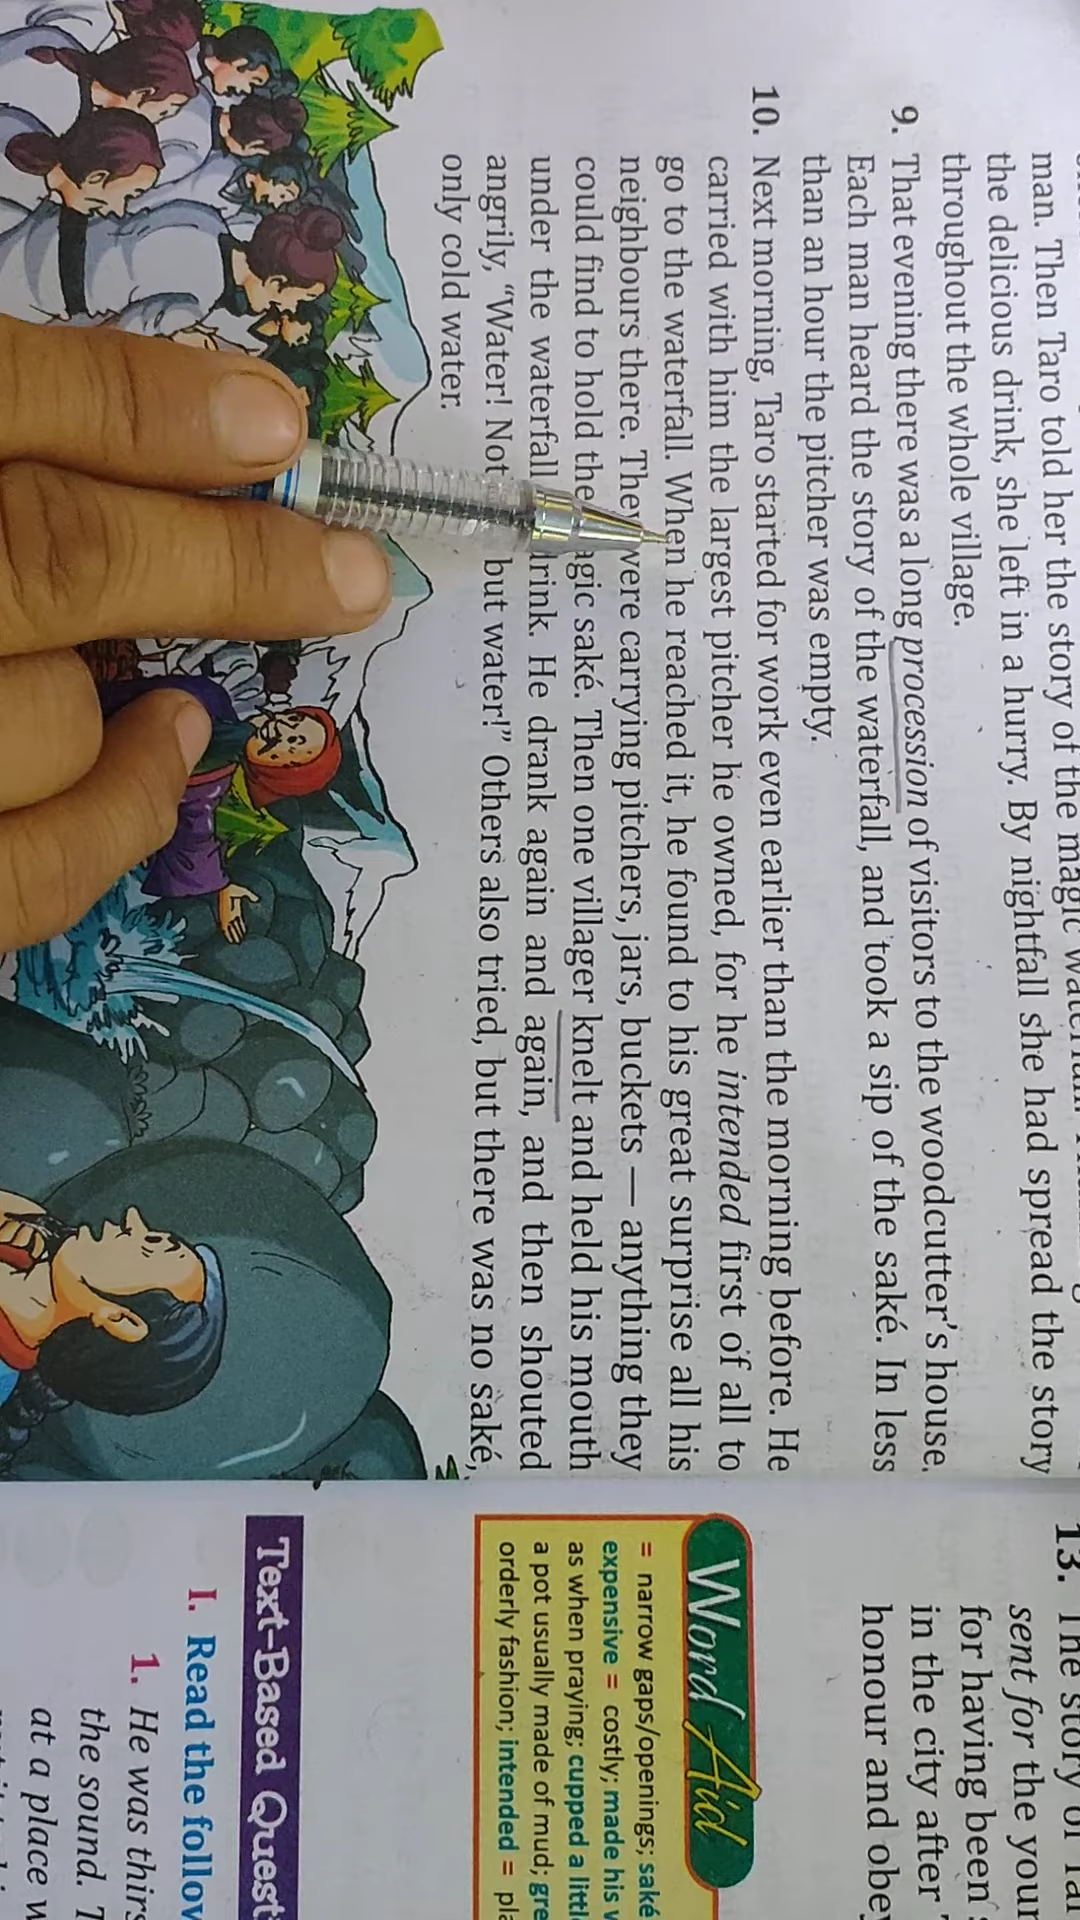 man. Then Taro told her the story of the magic
the delicious drink, she left in a hurry. By nightfall she had spread the story
throughout the whole village.
9. That evening there was a long procession of visitors to the woodcutter's house.
Each man heard the story of the waterfall, and took a sip of the saké. In less
than an hour the pitcher was empty.
10. Next morning, Taro started for work even earlier than the morning before. He
carried with him the largest pitcher he owned, for he intended first of all to
go to the waterfall. When he reached it, he found to his great surprise all his
neighbours there. They were carrying pitchers, jars, buckets — anything they
could find to hold the magic saké. Then one villager knelt and held his mouth
under the waterfall drink. He drank again and again, and then shouted
angrily, “Water! Not but water!” Others also tried, but there was no saké,
only cold water.
13. The story of
sent for the
for having been
in the city after
honour and
Word Aid
= narrow gaps/openings; saké
expensive = costly; made his
as when praying; cupped a
a pot usually made of mud;
orderly fashion; intended =
Text-Based
I. Read the
1. He was
the sound.
at a place